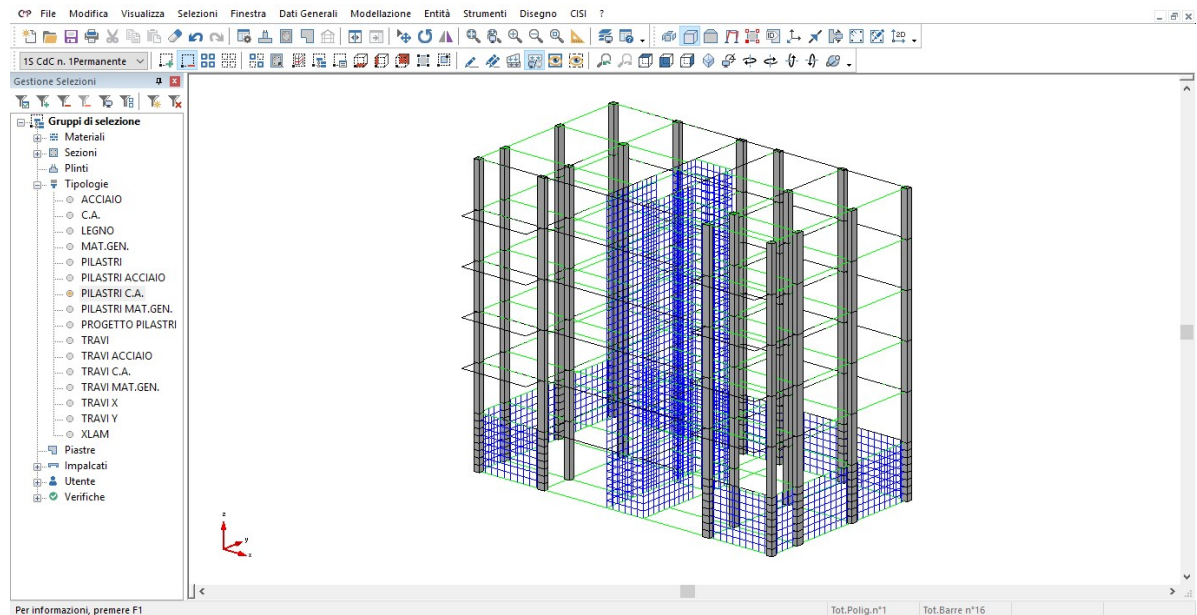 File Modifica Visualizza Selezioni Finestra Dati Generali Modellazione Entità Strumenti Disegno CISI ?
1S CdC n. 1Permanente
Gestione Selezioni
Gruppi di selezione
Materiali
Sezioni
Plinti
Tipologie
ACCIAIO
C.A.
LEGNO
MAT.GEN.
PILASTRI
PILASTRI ACCIAIO
PILASTRI C.A.
PILASTRI MAT.GEN.
PROGETTO PILASTRI
TRAVI
TRAVI ACCIAIO
TRAVI C.A.
TRAVI MAT.GEN.
TRAVI X
TRAVI Y
XLAM
Piastre
Impalcati
Utente
Verifiche
z
y
x
Per informazioni, premere F1 Tot.Polig.n°1 Tot.Barre n°16